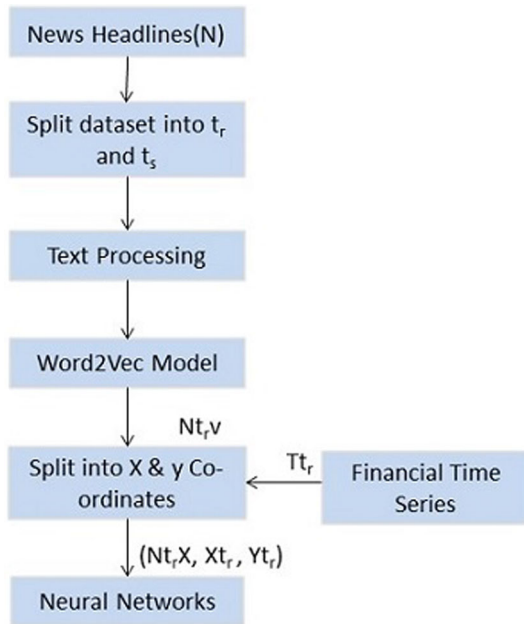 News Headlines(N)
Split dataset into tᵣ
and tₛ
Text Processing
Word2Vec Model
Ntᵣv
Split into X & y Co-
ordinates
Ttᵣ
Financial Time
Series
(NtᵣX, Xtᵣ, Ytᵣ)
Neural Networks